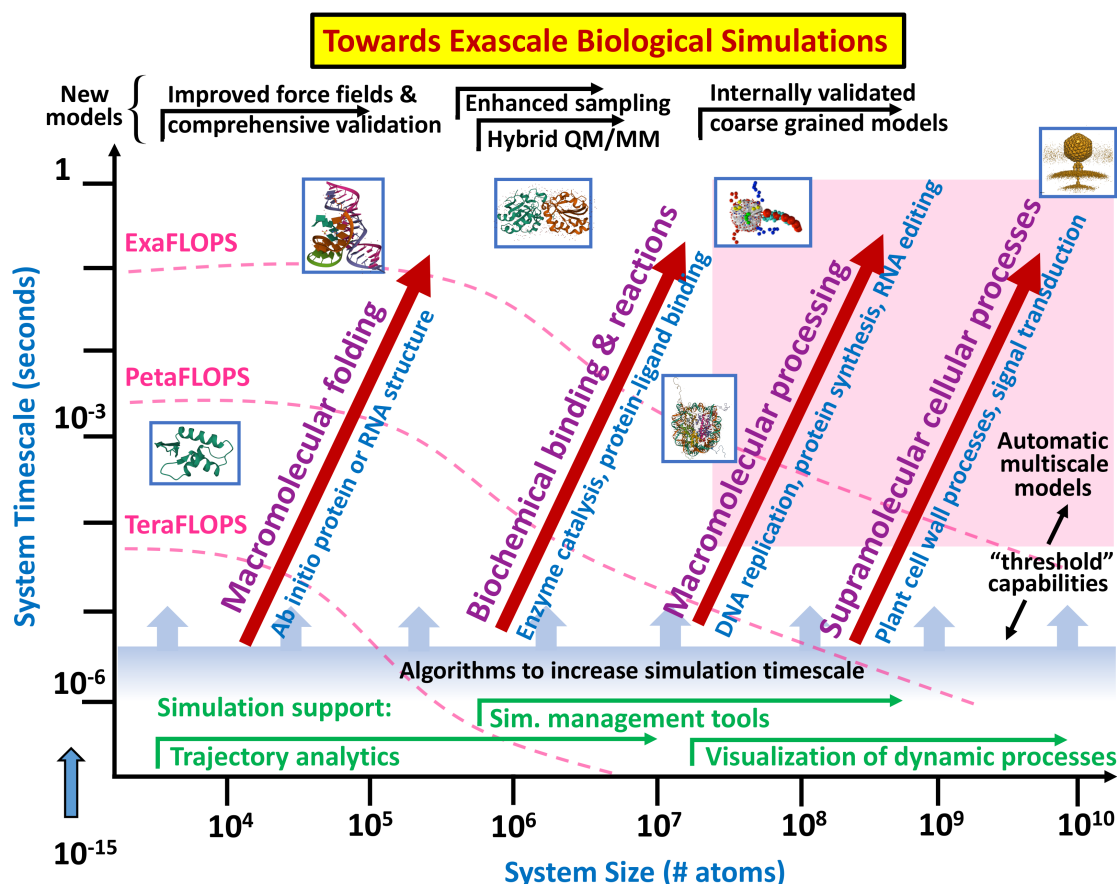 Towards Exascale Biological Simulations
New
models
Improved force fields &
comprehensive validation
Enhanced sampling
Hybrid QM/MM
Internally validated
coarse grained models
1
10-3
10-6
10-15
System Timescale (seconds)
ExaFLOPS
PetaFLOPS
TeraFLOPS
Macromolecular folding
Ab initio protein or RNA structure
Biochemical binding & reactions
Enzyme catalysis, protein-ligand binding
Macromolecular processing
DNA replication, protein synthesis, RNA editing
Supramolecular cellular processes
Plant cell wall processes, signal transduction
Automatic
multiscale
models
“threshold”
capabilities
Algorithms to increase simulation timescale
Simulation support:
Sim. management tools
Trajectory analytics
Visualization of dynamic processes
10⁴ 10⁵ 10⁶ 10⁷ 10⁸ 10⁹ 10¹⁰
System Size (# atoms)